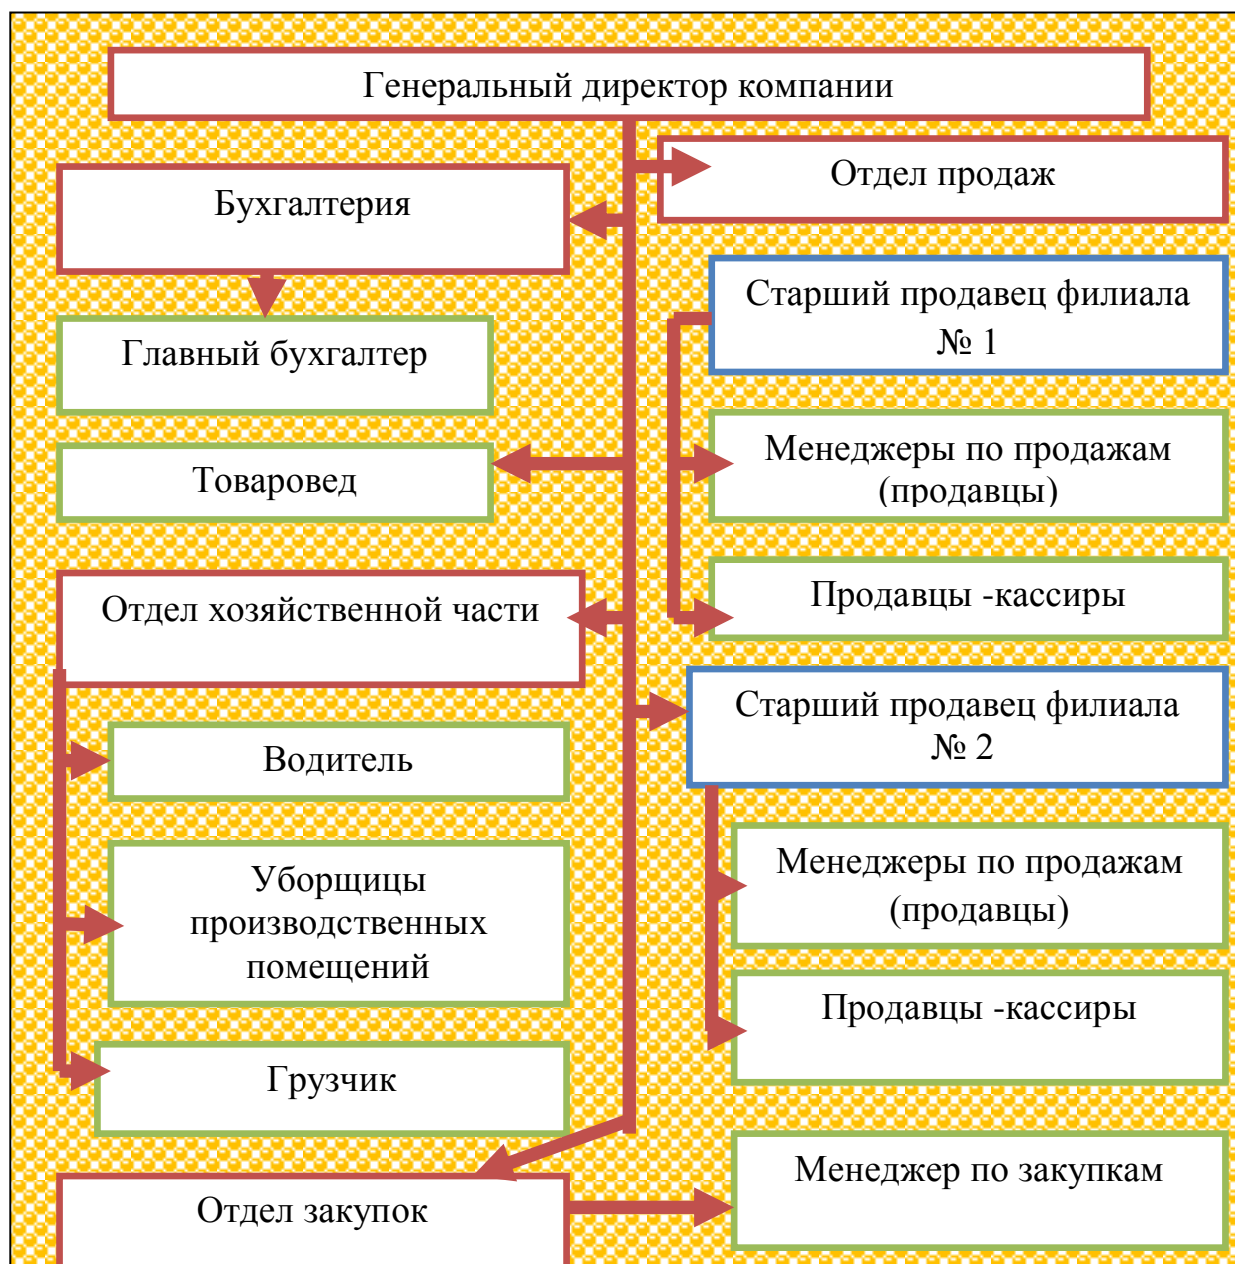 Генеральный директор компании
Отдел продаж
Бухгалтерия
Старший продавец филиала
№ 1
Главный бухгалтер
Менеджеры по продажам
(продавцы)
Товаровед
Продавцы -кассиры
Отдел хозяйственной части
Старший продавец филиала
№ 2
Водитель
Менеджеры по продажам
(продавцы)
Уборщицы
производственных
помещений
Продавцы -кассиры
Грузчик
Менеджер по закупкам
Отдел закупок